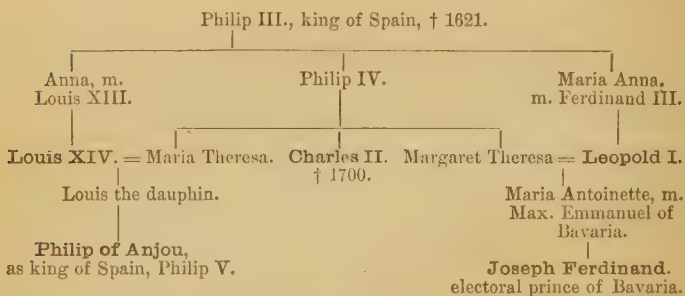 Philip III., king of Spain, † 1621.
Anna, m. Philip IV. Maria Anna.
Louis XIII. m. Ferdinand III.
Louis XIV. = Maria Theresa. Charles II. Margaret Theresa = Leopold I.
† 1700.
Louis the dauphin. Maria Antoinette, m.
Max. Emmanuel of
Bavaria.
Philip of Anjou,
as king of Spain, Philip V. Joseph Ferdinand.
electoral prince of Bavaria.